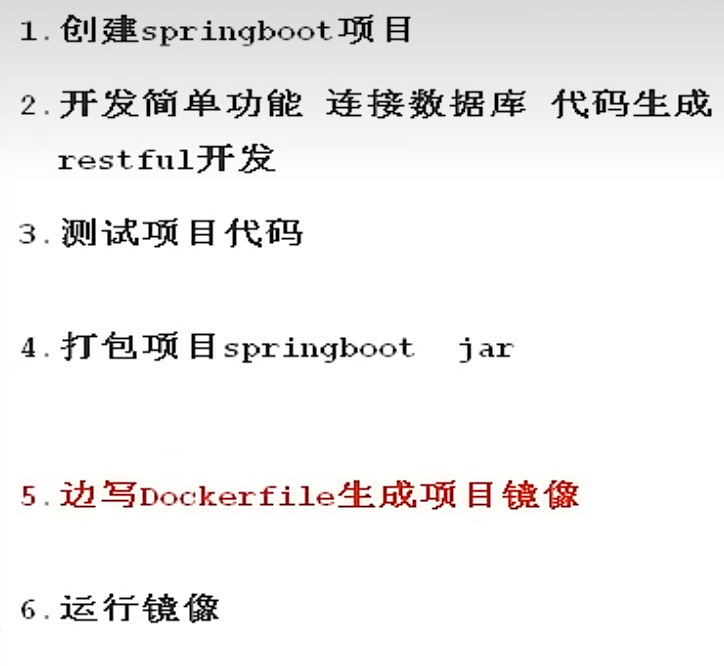 1.创建springboot项目
2.开发简单功能 连接数据库 代码生成
restful开发
3.测试项目代码
4.打包项目springboot jar
5.边写Dockerfile生成项目镜像
6.运行镜像